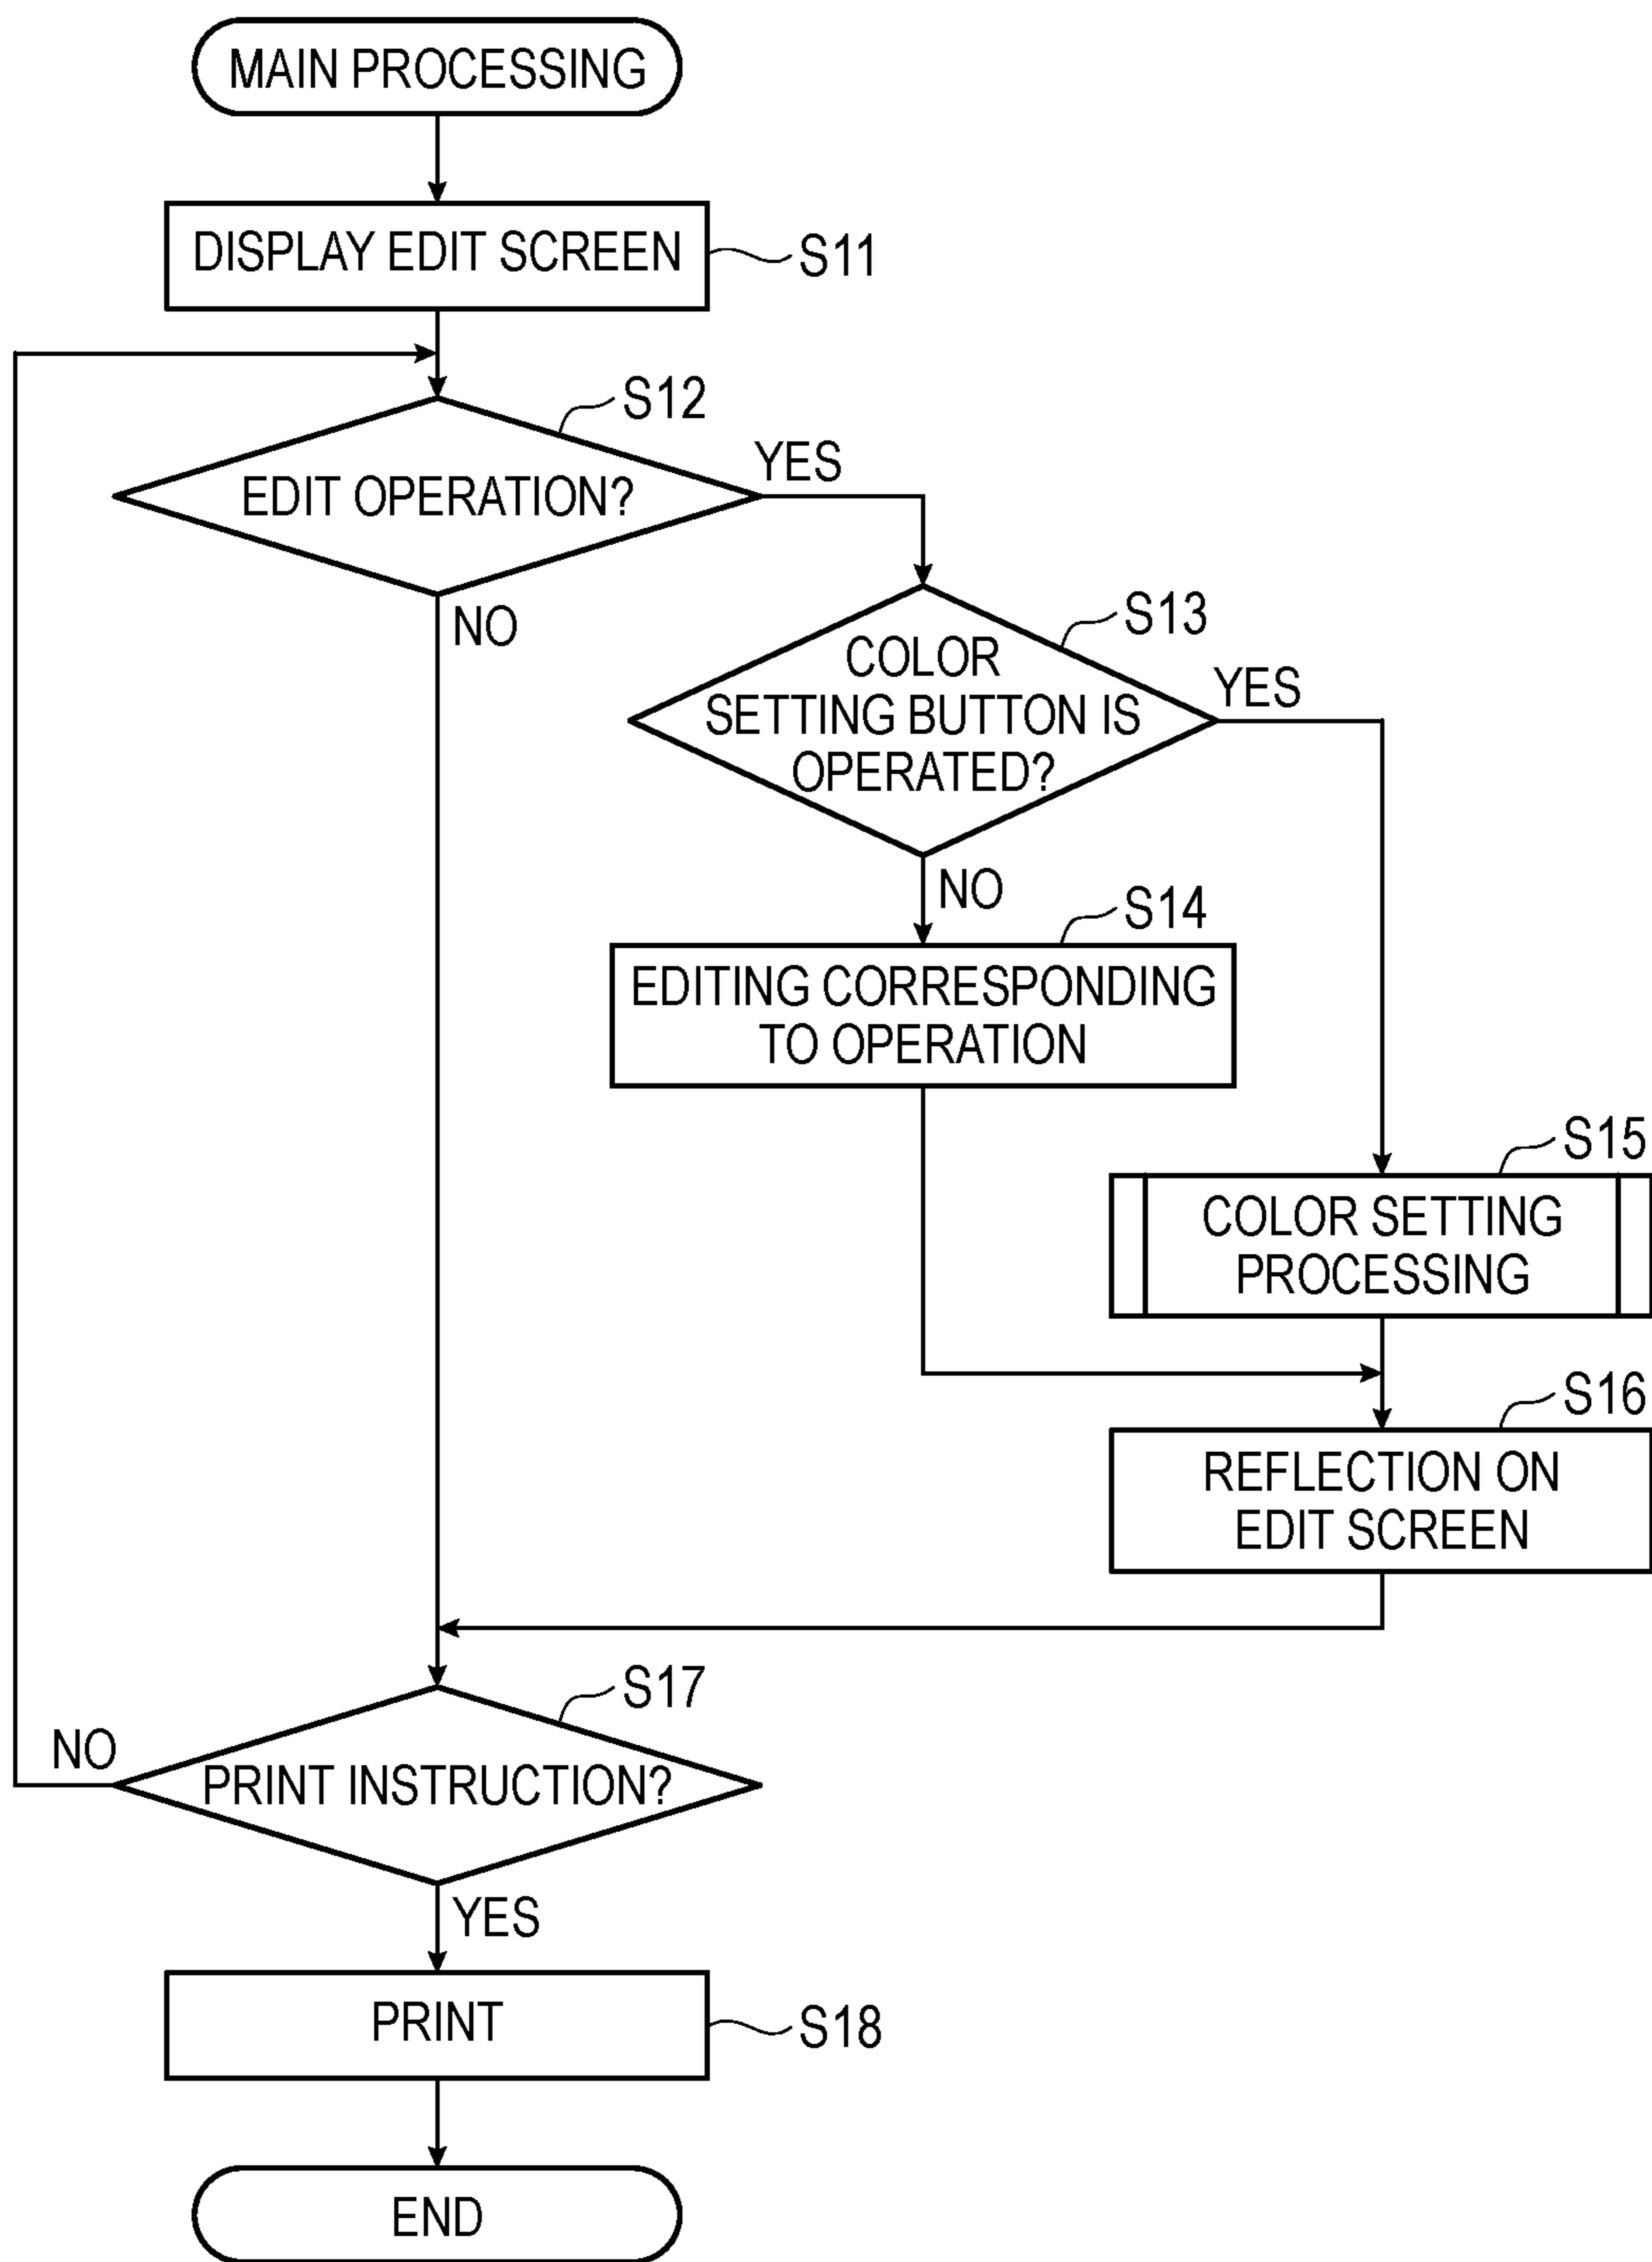 MAIN PROCESSING
DISPLAY EDIT SCREEN
S11
S12
EDIT OPERATION?
YES
NO
S13
COLOR
SETTING BUTTON IS
OPERATED?
YES
NO
S14
EDITING CORRESPONDING
TO OPERATION
S15
COLOR SETTING
PROCESSING
S16
REFLECTION ON
EDIT SCREEN
S17
PRINT INSTRUCTION?
NO
YES
PRINT
S18
END